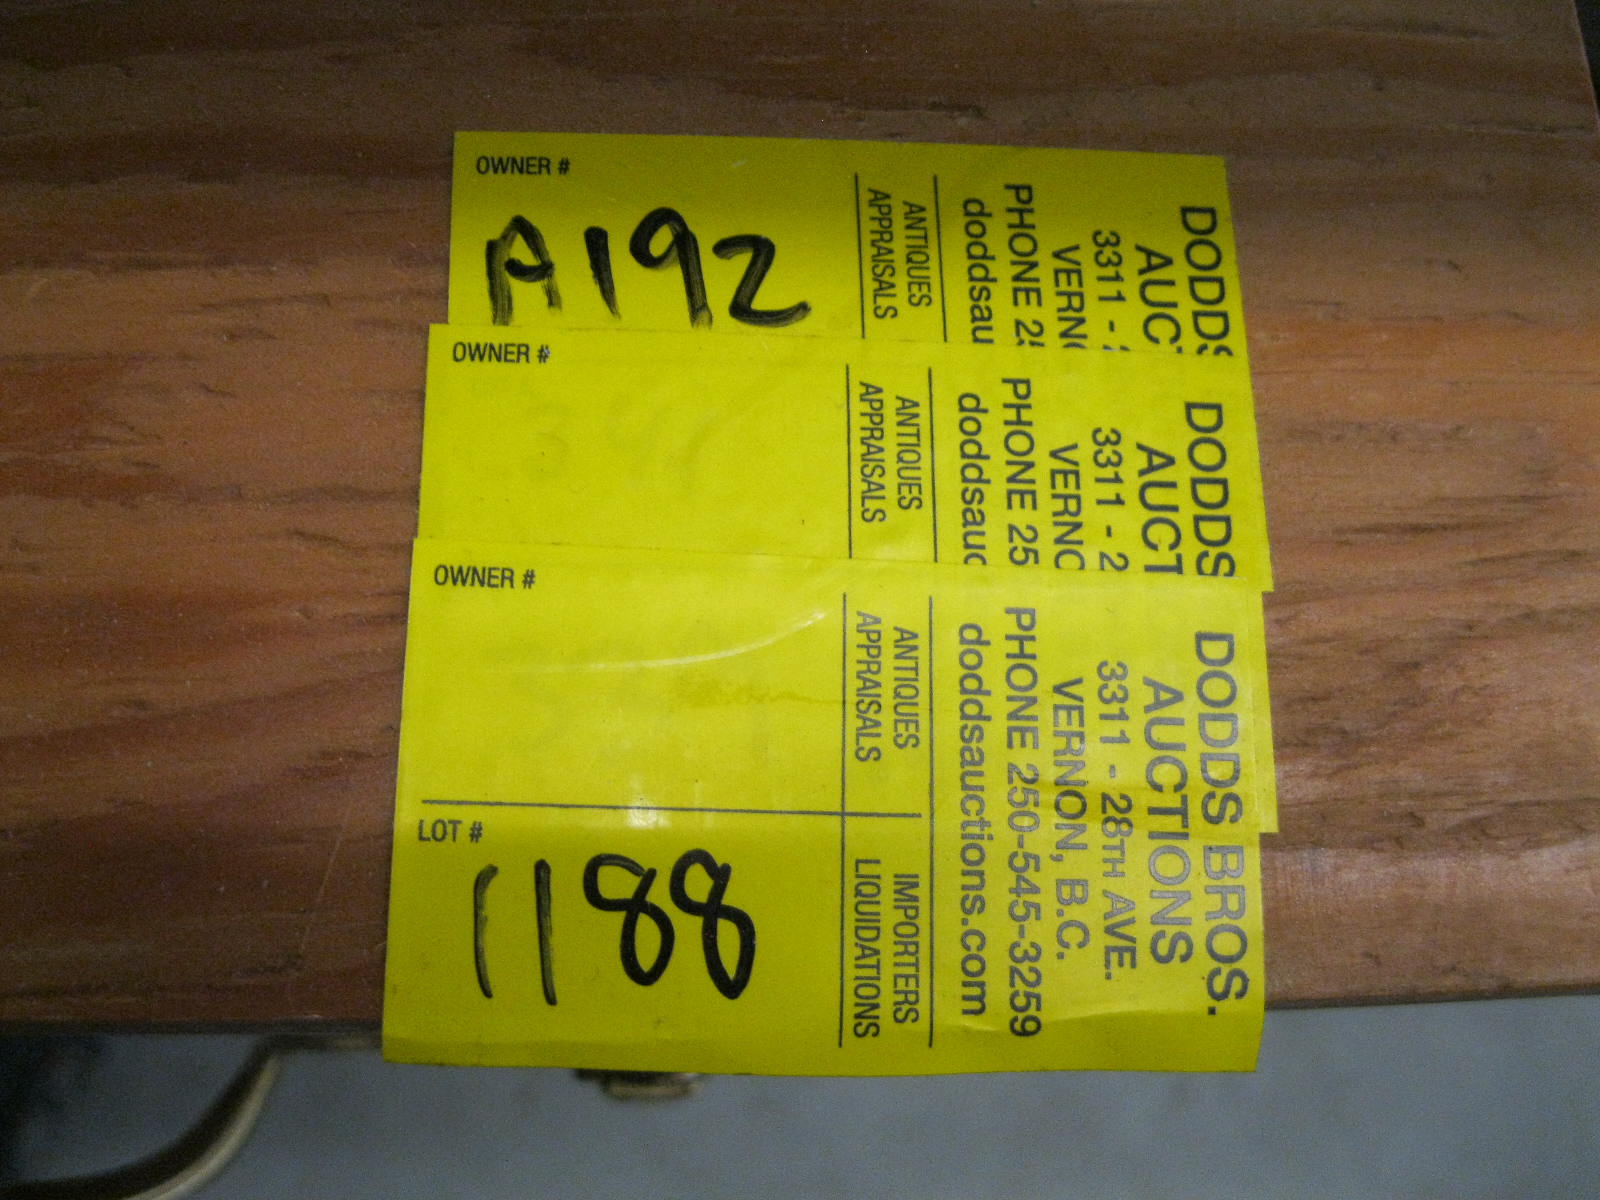 OWNER #
A192
ANTIQUES
APPRAISALS
DODDS
AUCT
3311 - 2
VERNO
PHONE 25
doddsau
OWNER #
ANTIQUES
APPRAISALS
DODDS
AUCT
3311 - 2
VERNO
PHONE 25
doddsauc
OWNER #
LOT #
1188
ANTIQUES IMPORTERS
APPRAISALS LIQUIDATIONS
DODDS BROS.
AUCTIONS
3311 - 28TH AVE.
VERNON, B.C.
PHONE 250-545-3259
doddsauctions.com